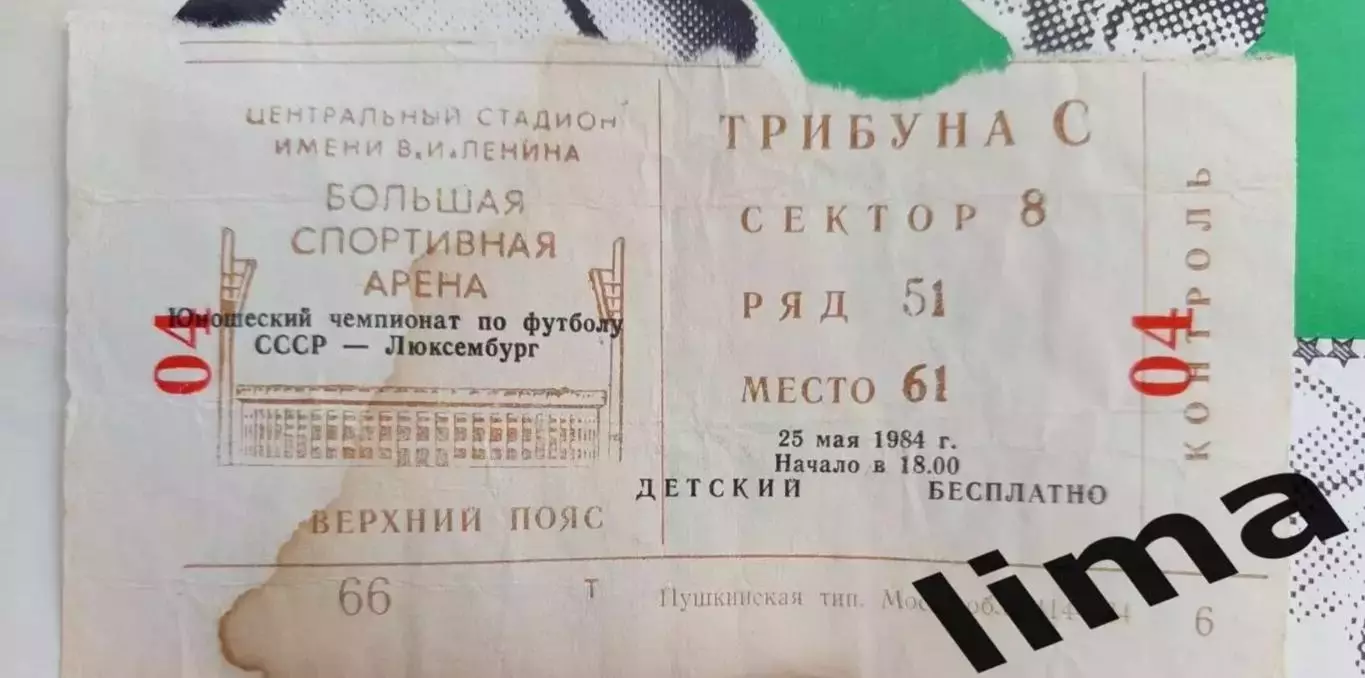 ЦЕНТРАЛЬНЫЙ СТАДИОН
ИМЕНИ В.И.ЛЕНИНА
БОЛЬШАЯ
СПОРТИВНАЯ
АРЕНА
Юношеский чемпионат по футболу
СССР — Люксембург
04
ВЕРХНИЙ ПОЯС
66
Т
ТРИБУНА С
СЕКТОР 8
РЯД 51
МЕСТО 61
25 мая 1984 г.
Начало в 18.00
ДЕТСКИЙ БЕСПЛАТНО
Пушкинская тип.
04
КОНТРОЛЬ
6
lima